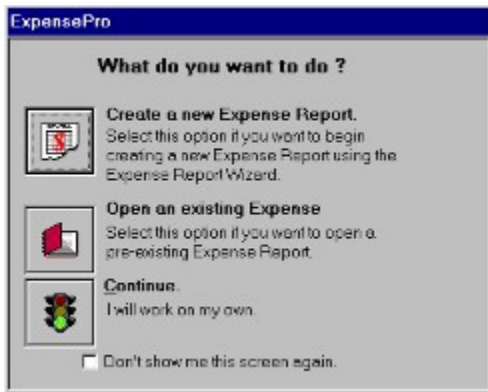 ExpensePro
What do you want to do ?
Create a new Expense Report.
Select this option if you want to begin
creating a new Expense Report using the
Expense Report Wizard.
Open an existing Expense
Select this option if you want to open a
pre-existing Expense Report.
Continue.
I will work on my own.
Don't show me this screen again.